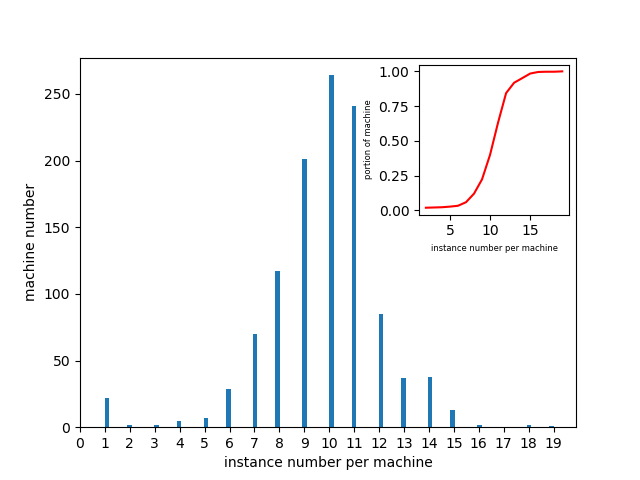 machine number
250
200
150
100
50
0
0 1 2 3 4 5 6 7 8 9 10 11 12 13 14 15 16 17 18 19
instance number per machine
portion of machine
1.00
0.75
0.50
0.25
0.00
5 10 15
instance number per machine